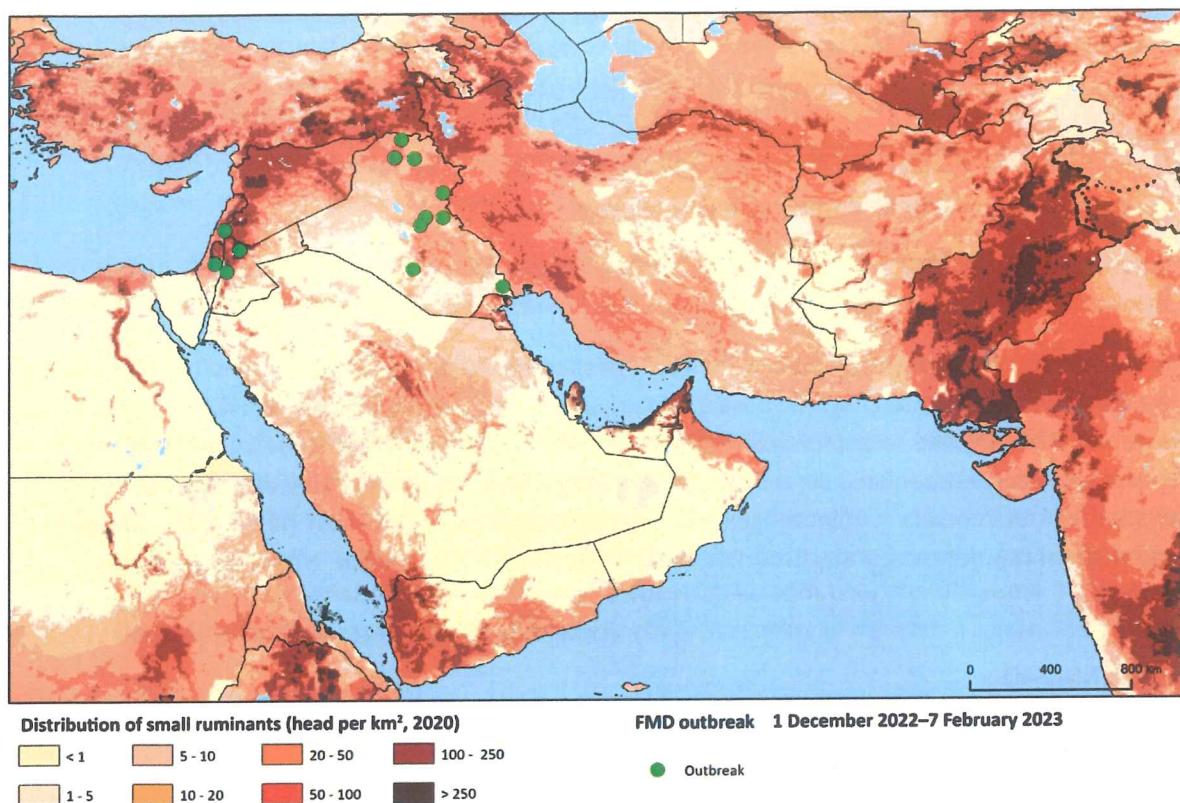 0 400 800 Km
Distribution of small ruminants (head per km², 2020)
< 1
5 - 10
20 - 50
100 - 250
1 - 5
10 - 20
50 - 100
> 250
FMD outbreak 1 December 2022–7 February 2023
Outbreak